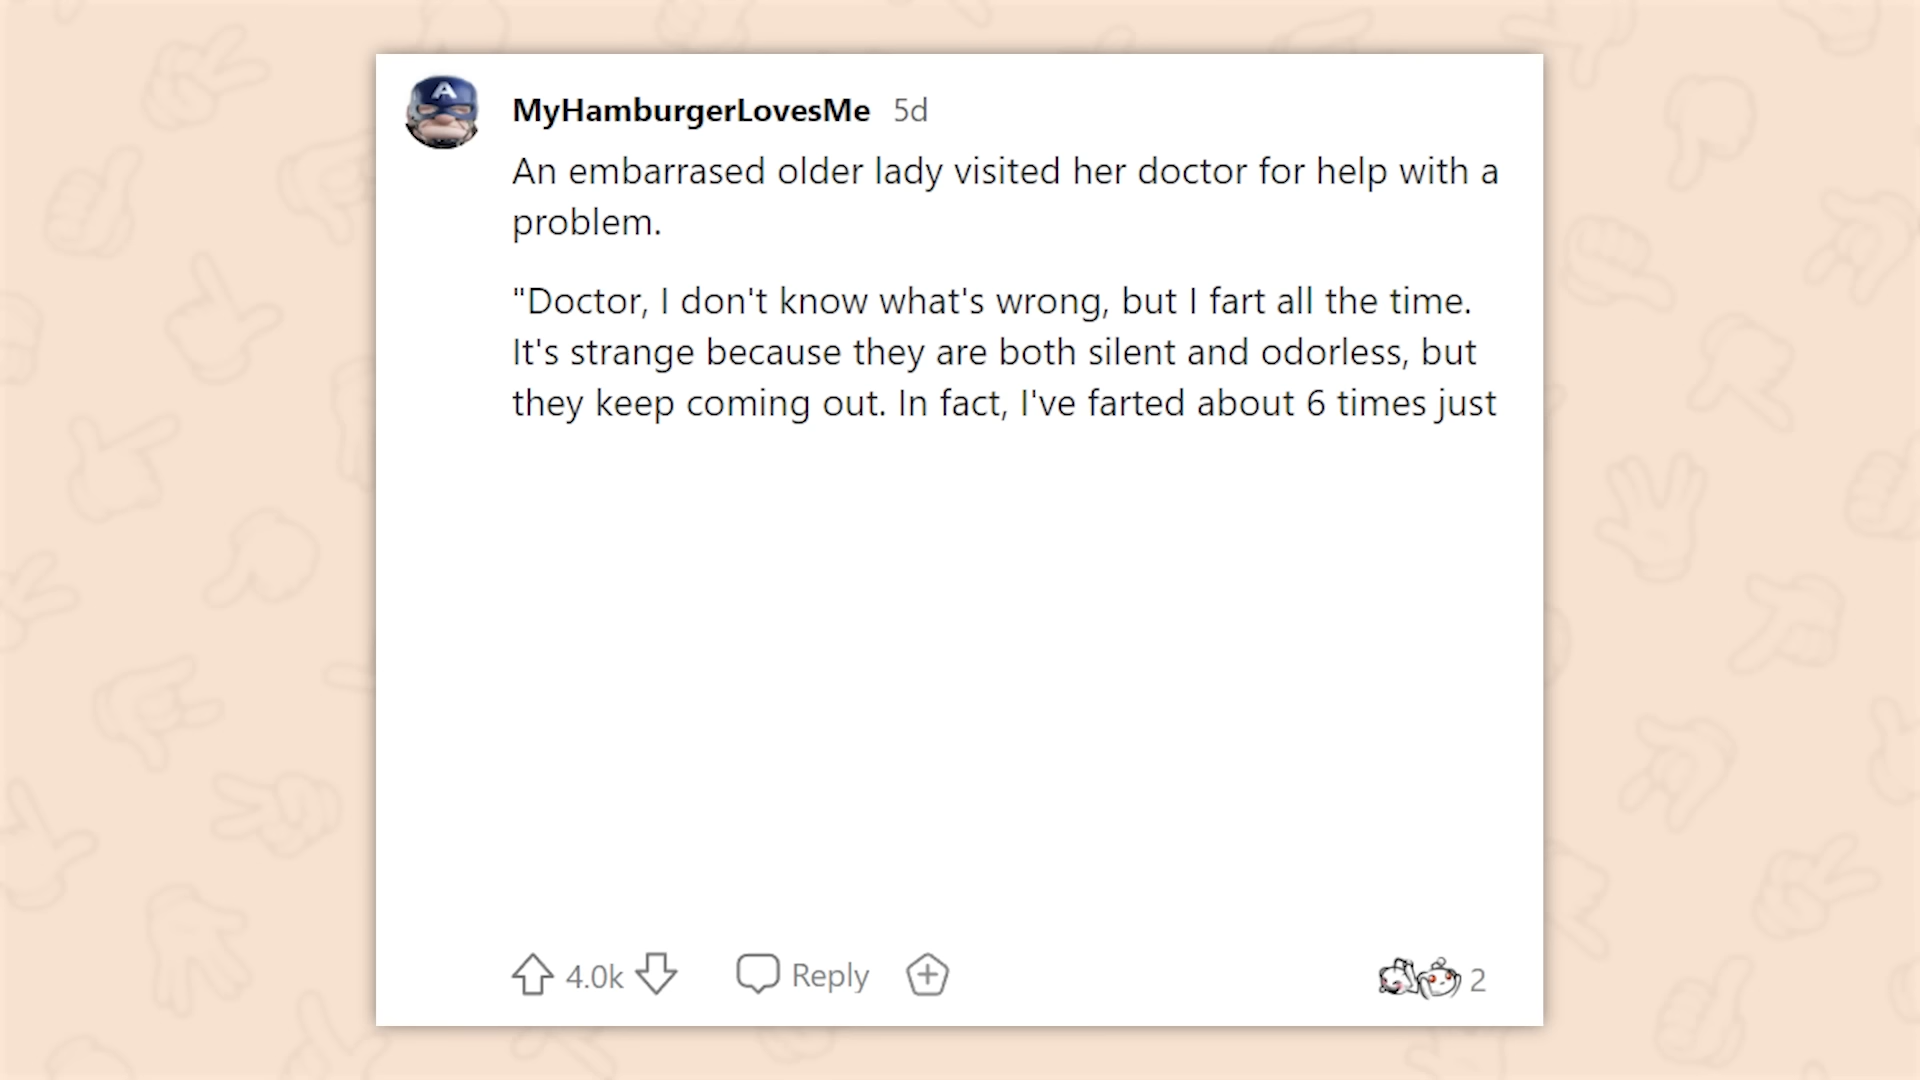 MyHamburgerLovesMe 5d
An embarrased older lady visited her doctor for help with a
problem.
"Doctor, I don't know what's wrong, but I fart all the time.
It's strange because they are both silent and odorless, but
they keep coming out. In fact, I've farted about 6 times just
4.0k Reply 2